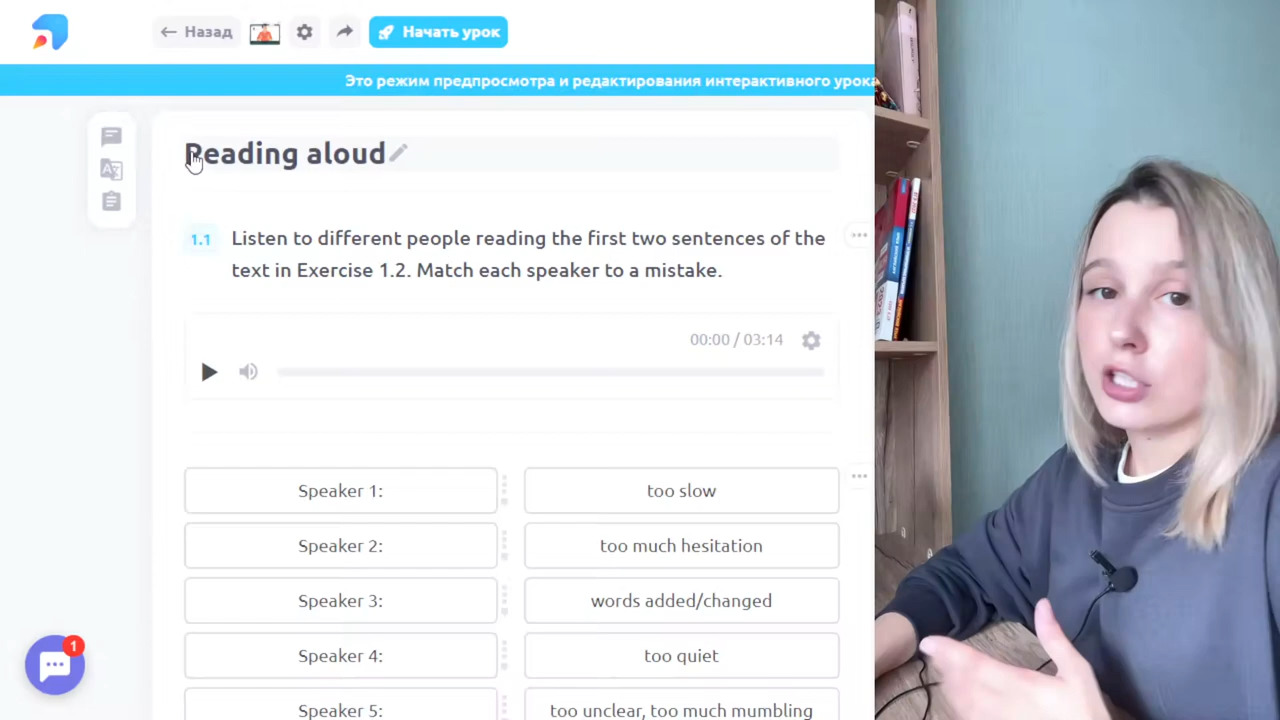 Назад
Начать урок
Это режим предпросмотра и редактирования интерактивного урока
Reading aloud
1.1 Listen to different people reading the first two sentences of the
text in Exercise 1.2. Match each speaker to a mistake.
00:00 / 03:14
Speaker 1: too slow
Speaker 2: too much hesitation
Speaker 3: words added/changed
Speaker 4: too quiet
Speaker 5: too unclear, too much mumbling
1